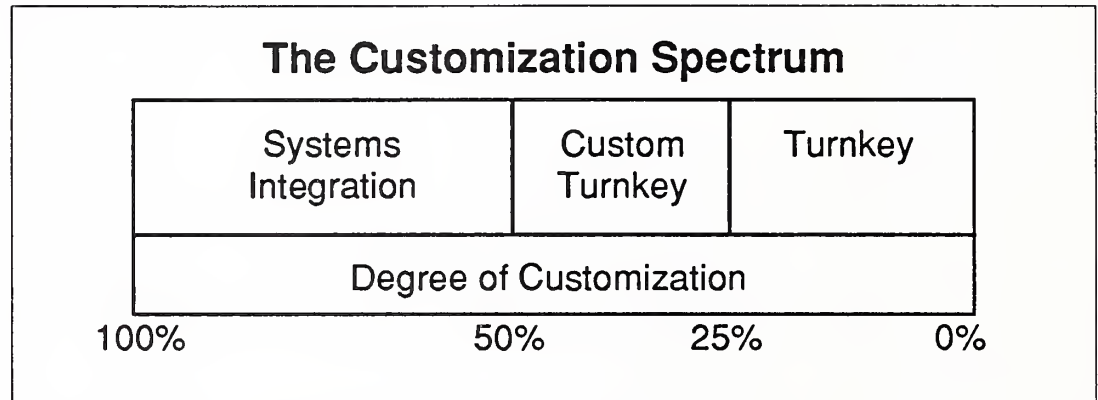 The Customization Spectrum
Systems
Integration
Custom
Turnkey
Turnkey
Degree of Customization
100%
50%
25%
0%